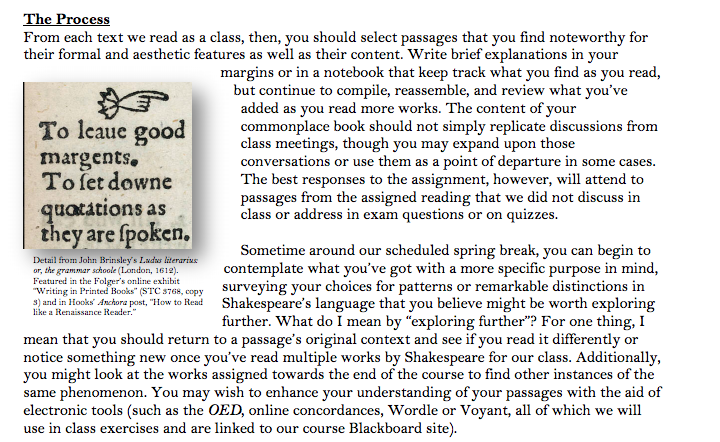 The Process
From each text we read as a class, then, you should select passages that you find noteworthy for
their formal and aesthetic features as well as their content. Write brief explanations in your
margins or in a notebook that keep track what you find as you read,
but continue to compile, reassemble, and review what you’ve
added as you read more works. The content of your
commonplace book should not simply replicate discussions from
class meetings, though you may expand upon those
conversations or use them as a point of departure in some cases.
The best responses to the assignment, however, will attend to
passages from the assigned reading that we did not discuss in
class or address in exam questions or on quizzes.
To leaue good
margents.
To ſet downe
quotations as
they are ſpoken.
Detail from John Brinsley's Ludus literarius:
or, the grammar schoole (London, 1612).
Featured in the Folger's online exhibit
"Writing in Printed Books" (STC 3768, copy
3) and in Hooks' Anchora post, "How to Read
like a Renaissance Reader."
Sometime around our scheduled spring break, you can begin to
contemplate what you’ve got with a more specific purpose in mind,
surveying your choices for patterns or remarkable distinctions in
Shakespeare’s language that you believe might be worth exploring
further. What do I mean by “exploring further”? For one thing, I
mean that you should return to a passage’s original context and see if you read it differently or
notice something new once you’ve read multiple works by Shakespeare for our class. Additionally,
you might look at the works assigned towards the end of the course to find other instances of the
same phenomenon. You may wish to enhance your understanding of your passages with the aid of
electronic tools (such as the OED, online concordances, Wordle or Voyant, all of which we will
use in class exercises and are linked to our course Blackboard site).